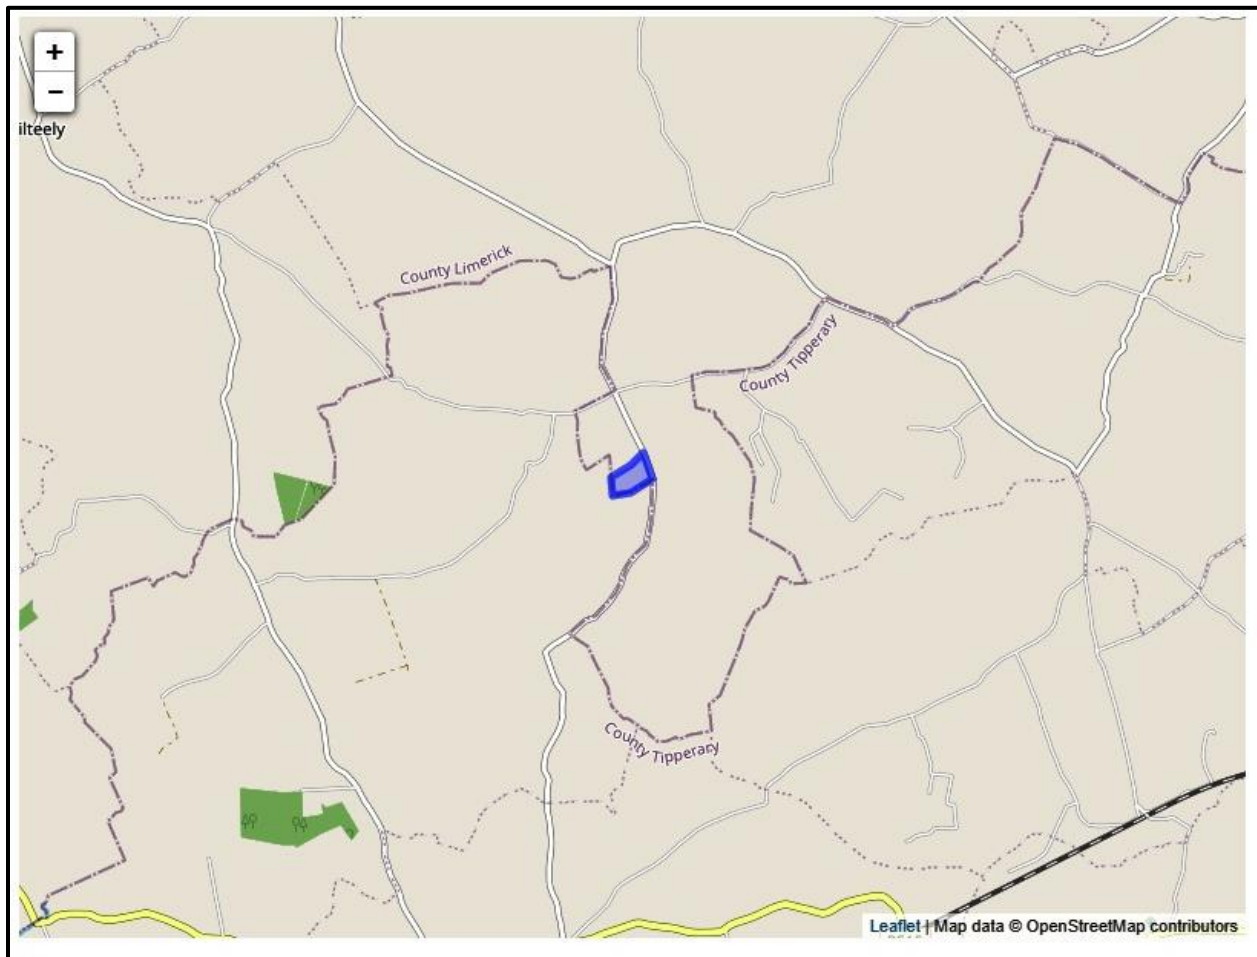 +
−
ilteely
County Limerick
County Tipperary
County Tipperary
Leaflet | Map data © OpenStreetMap contributors